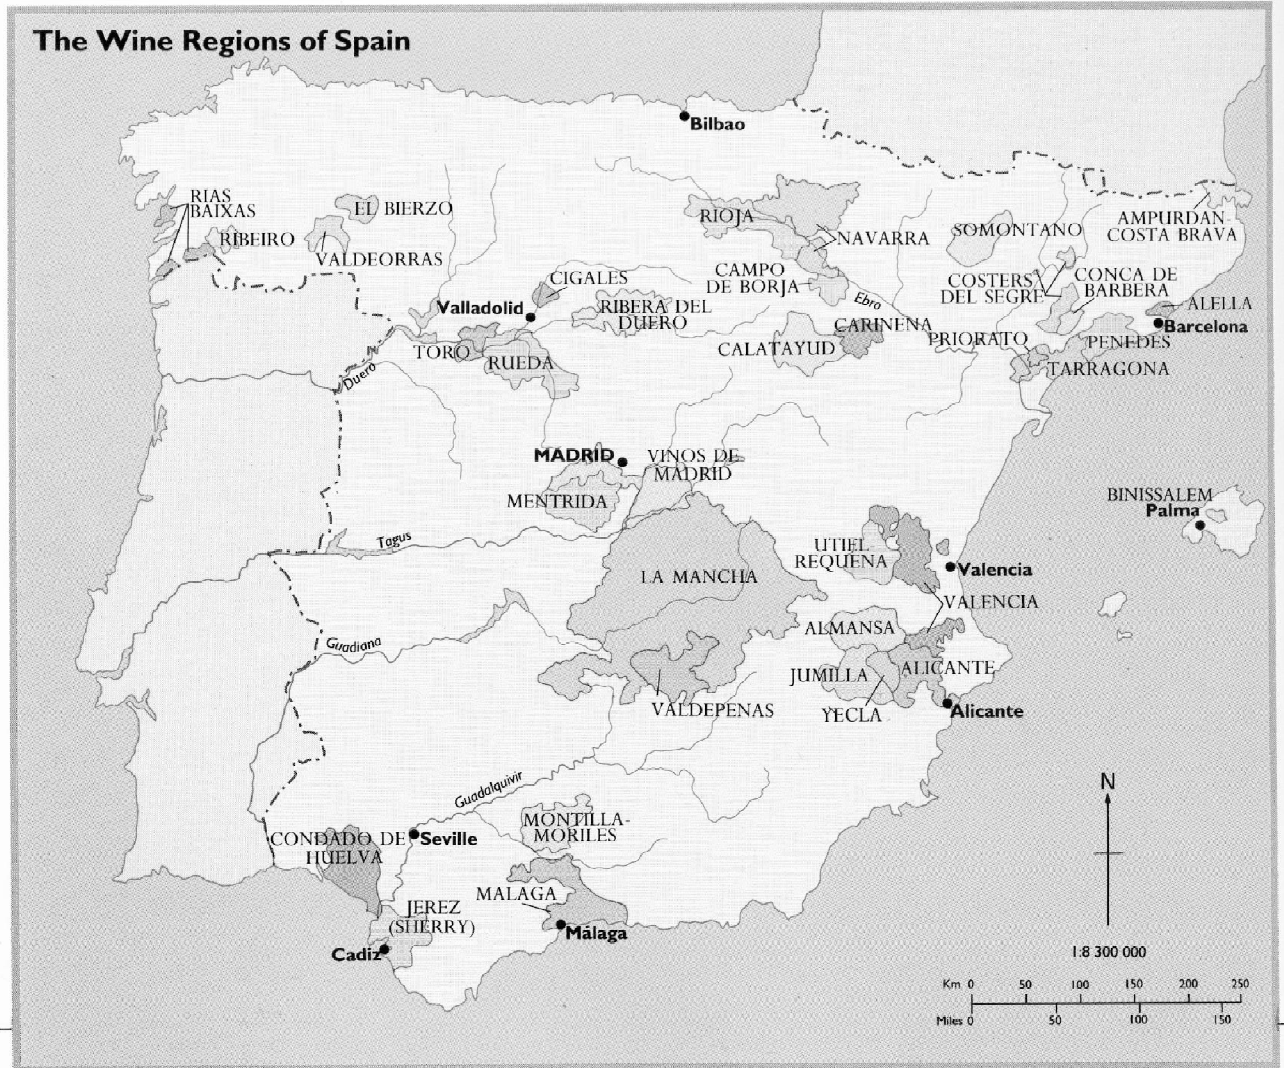 The Wine Regions of Spain
Bilbao
RIAS
BAIXAS
EL BIERZO
RIBEIRO
VALDEORRAS
RIOJA
NAVARRA
SOMONTANO
AMPURDAN-
COSTA BRAVA
CIGALES
CAMPO
DE BORJA
Ebro
COSTERS
DEL SEGRE
CONCA DE
BARBERA
ALELLA
Barcelona
Valladolid
RIBERA DEL
DUERO
CARINENA
CALATAYUD
PRIORATO
PENEDES
TARRAGONA
TORO
RUEDA
Duero
MADRID
VINOS DE
MADRID
MENTRIDA
BINISSALEM
Palma
Tagus
UTIEL-
REQUENA
Valencia
LA MANCHA
VALENCIA
ALMANSA
Guadiana
JUMILLA
ALICANTE
YECLA
Alicante
VALDEPENAS
Guadalquivir
MONTILLA-
MORILES
Seville
CONDADO DE
HUELVA
MALAGA
JEREZ
(SHERRY)
Málaga
Cadiz
N
1:8 300 000
Km 0 50 100 150 200 250
Miles 0 50 100 150